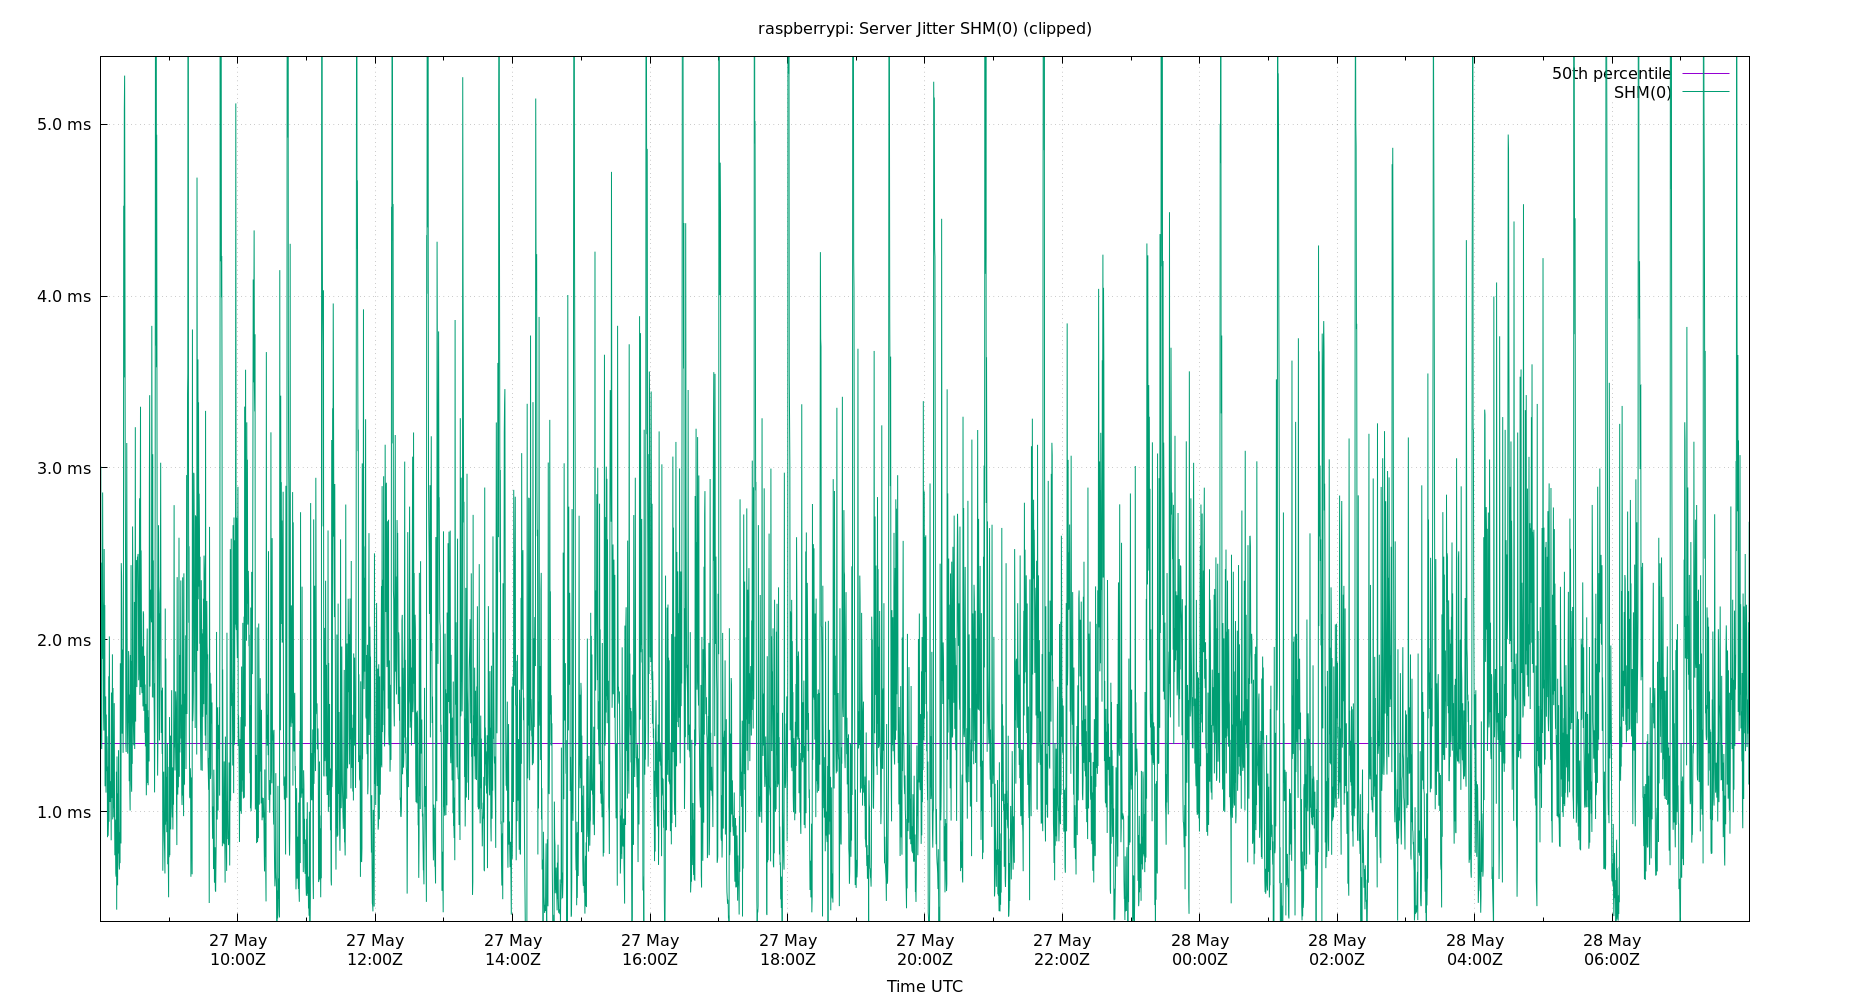 raspberrypi: Server Jitter SHM(0) (clipped)
50th percentile
SHM(0)
5.0 ms
4.0 ms
3.0 ms
2.0 ms
1.0 ms
27 May 27 May 27 May 27 May 27 May 27 May 27 May 28 May 28 May 28 May 28 May
10:00Z 12:00Z 14:00Z 16:00Z 18:00Z 20:00Z 22:00Z 00:00Z 02:00Z 04:00Z 06:00Z
Time UTC